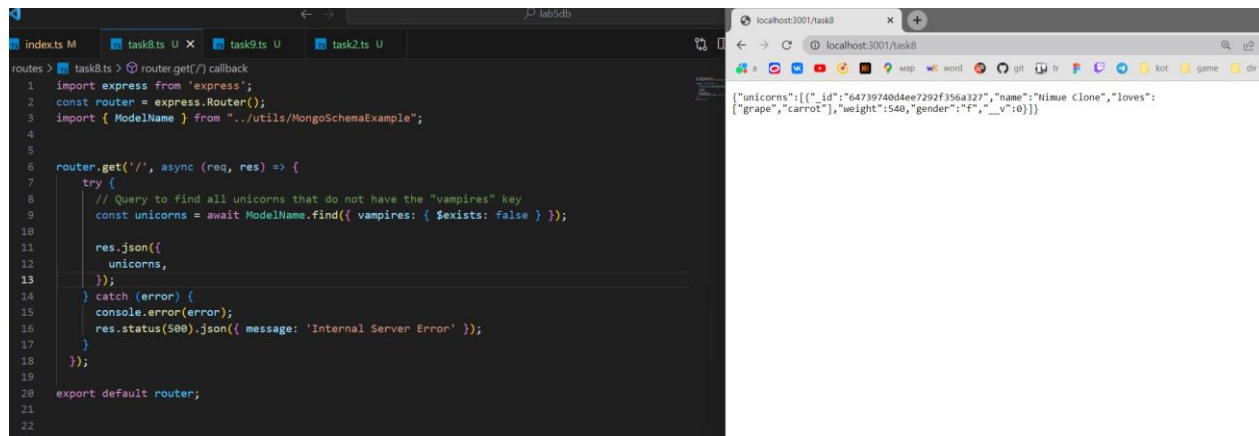 lab5db
index.ts M task8.ts U task9.ts U task2.ts U
routes > task8.ts > router.get('/') callback
1 import express from 'express';
2 const router = express.Router();
3 import { ModelName } from "../utils/MongoSchemaExample";
4
5
6 router.get('/', async (req, res) => {
7 try {
8 // Query to find all unicorns that do not have the "vampires" key
9 const unicorns = await ModelName.find({ vampires: { $exists: false } });
10
11 res.json({
12 unicorns,
13 });
14 } catch (error) {
15 console.error(error);
16 res.status(500).json({ message: 'Internal Server Error' });
17 }
18 });
19
20 export default router;
21
22
localhost:3001/task8
localhost:3001/task8
a wap word git tr kot game dir
{"unicorns":[{"_id":"64739740d4ee7292f356a327","name":"Nimue Clone","loves":
["grape","carrot"],"weight":540,"gender":"f","__v":0}]}